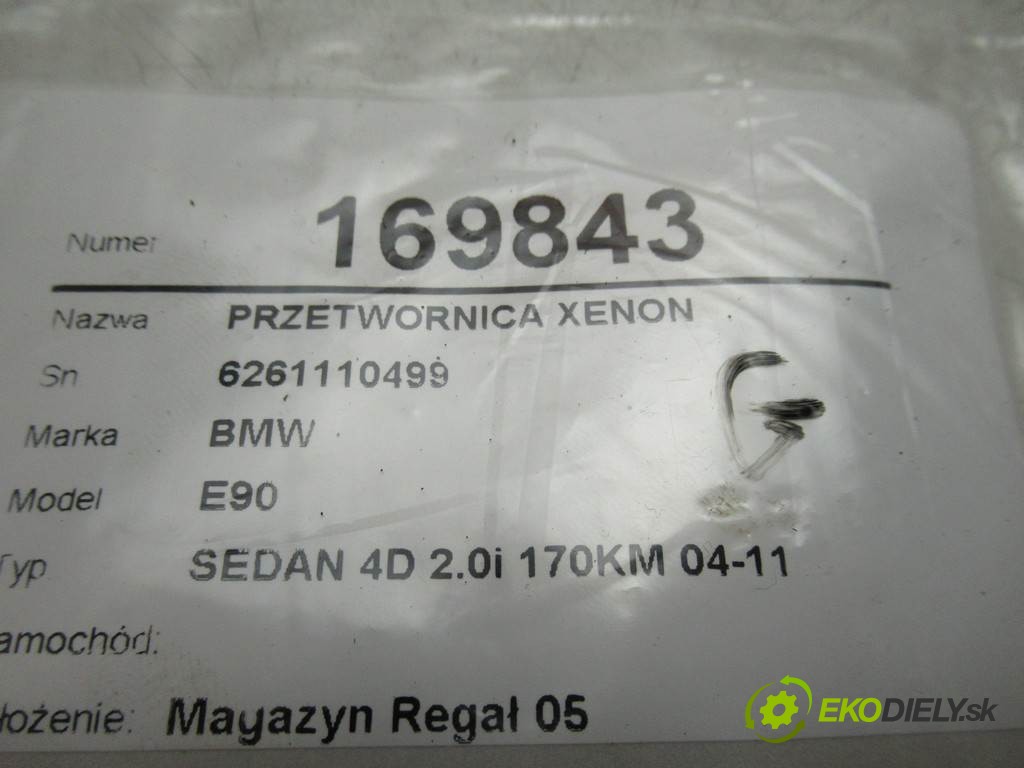 Numer 169843
Nazwa PRZETWORNICA XENON
Sn 6261110499
Marka BMW
Model E90
Typ SEDAN 4D 2.0i 170KM 04-11
amochód:
łożenie: Magazyn Regał 05
G
EKODIELY.sk